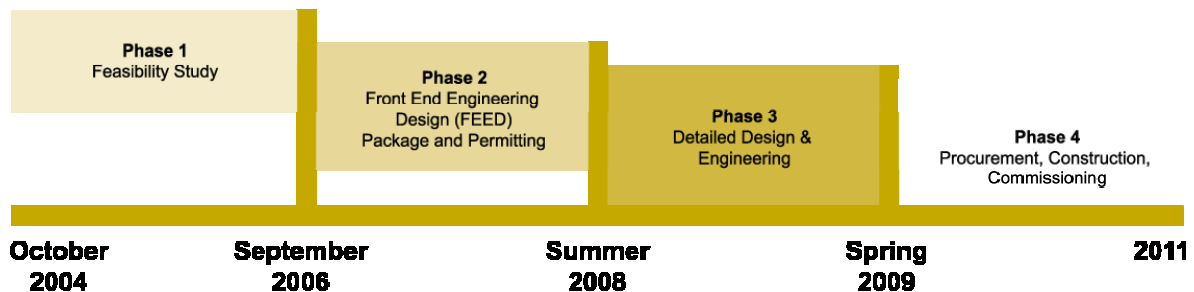 Phase 1
Feasibility Study
Phase 2
Front End Engineering
Design (FEED)
Package and Permitting
Phase 3
Detailed Design &
Engineering
Phase 4
Procurement, Construction,
Commissioning
October
2004
September
2006
Summer
2008
Spring
2009
2011